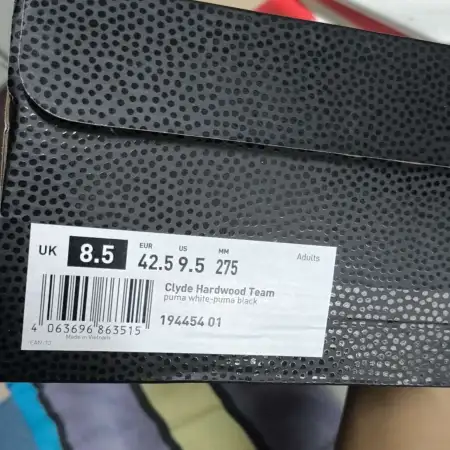 UK 8.5 EUR 42.5 US 9.5 MM 275 Adults
Clyde Hardwood Team
puma white-puma black
194454 01
4 063696 863515
Made in Vietnam